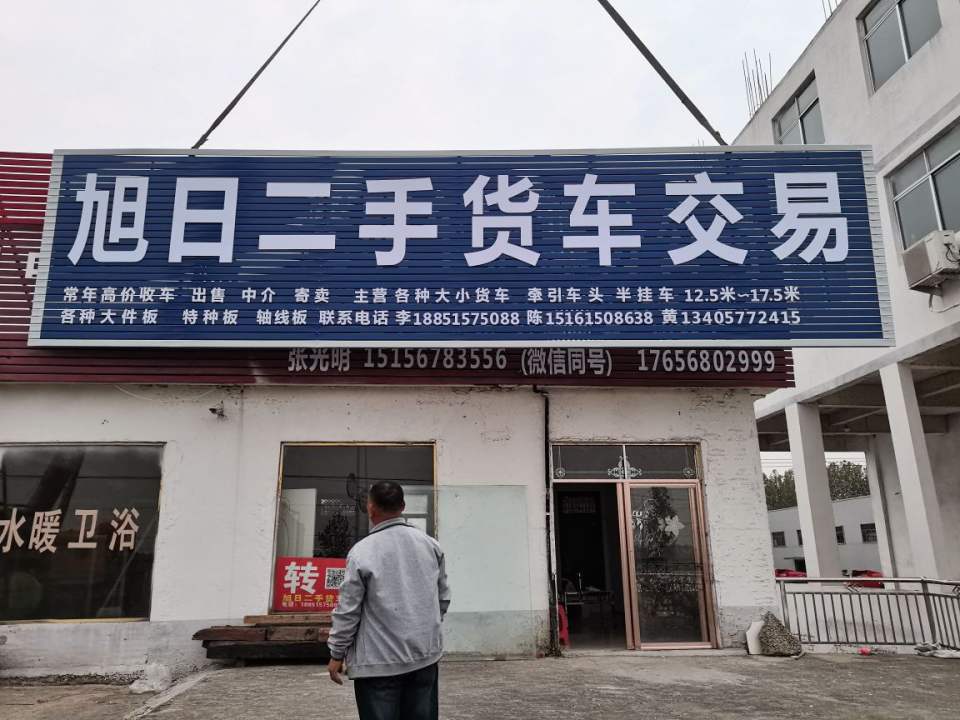 旭日二手货车交易
常年高价收车 出售 中介 寄卖 主营各种大小货车 牵引车头 半挂车 12.5米~17.5米
各种大件板 特种板 轴线板 联系电话 李18851575088 陈15161508638 黄13405772415
张光明 15156783556 (微信同号) 17656802999
水暖卫浴
转
旭日二手货车